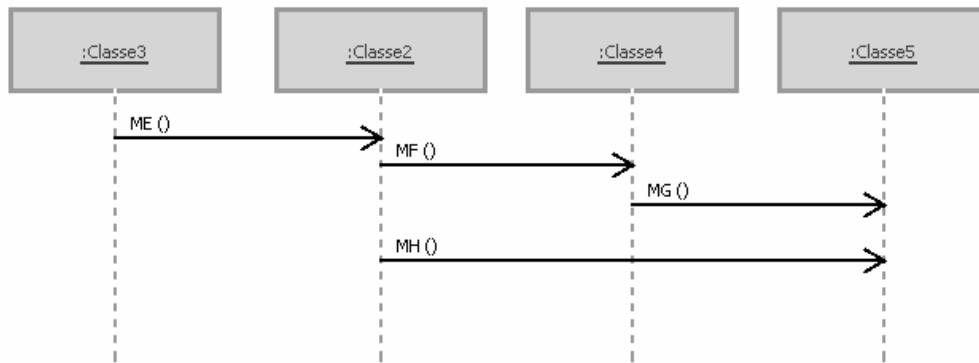 :Classe3
:Classe2
:Classe4
:Classe5
ME ()
MF ()
MG ()
MH ()